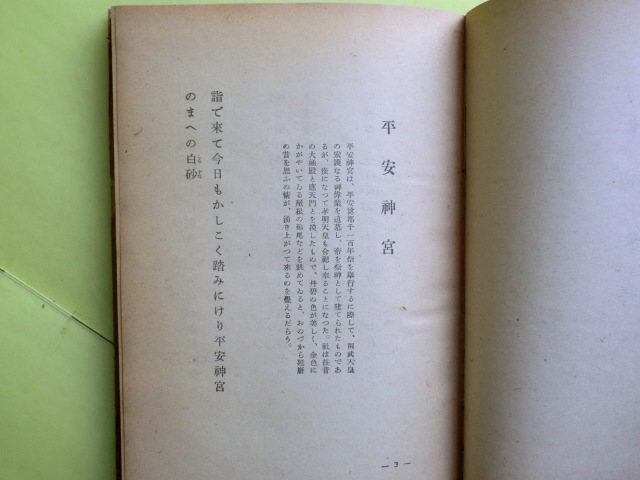 平安神宮
平安神宮は、平安奠都千一百年祭を擧行するに際して、桓武天皇
の宏謨なる御偉業を追慕し、帝を祭神として建てられたものであ
るが、後になつて孝明天皇も合祀し奉ることになつた。社は往昔
の大極殿と應天門とを模したもので、丹碧の色が美しく、金色に
かがやいてゐる屋根の鴟尾などを眺めてゐると、おのづから延曆
の昔を思ふの情が、湧き上がつて來るのを覺えるだらう。
詣で来て今日もかしこく踏みにけり平安神宮
のまへの白砂
— 3 —